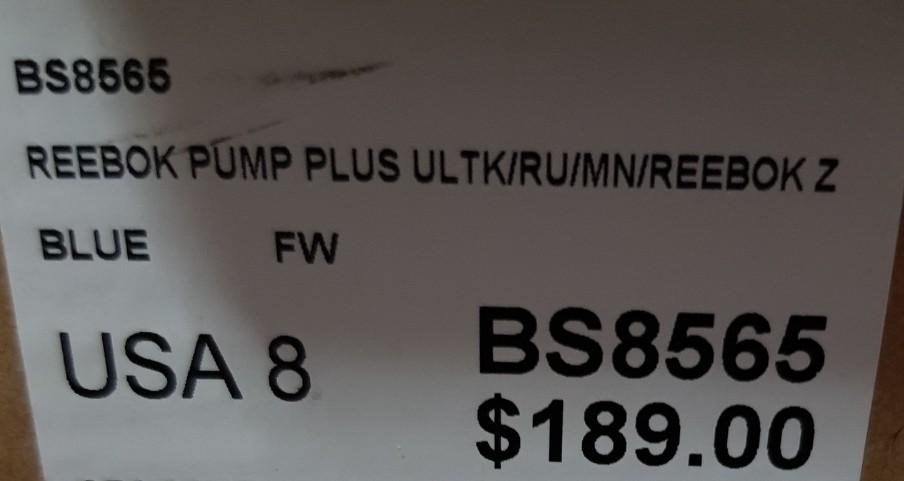 BS8565
REEBOK PUMP PLUS ULTK/RU/MN/REEBOK Z
BLUE FW
USA 8
BS8565
$189.00